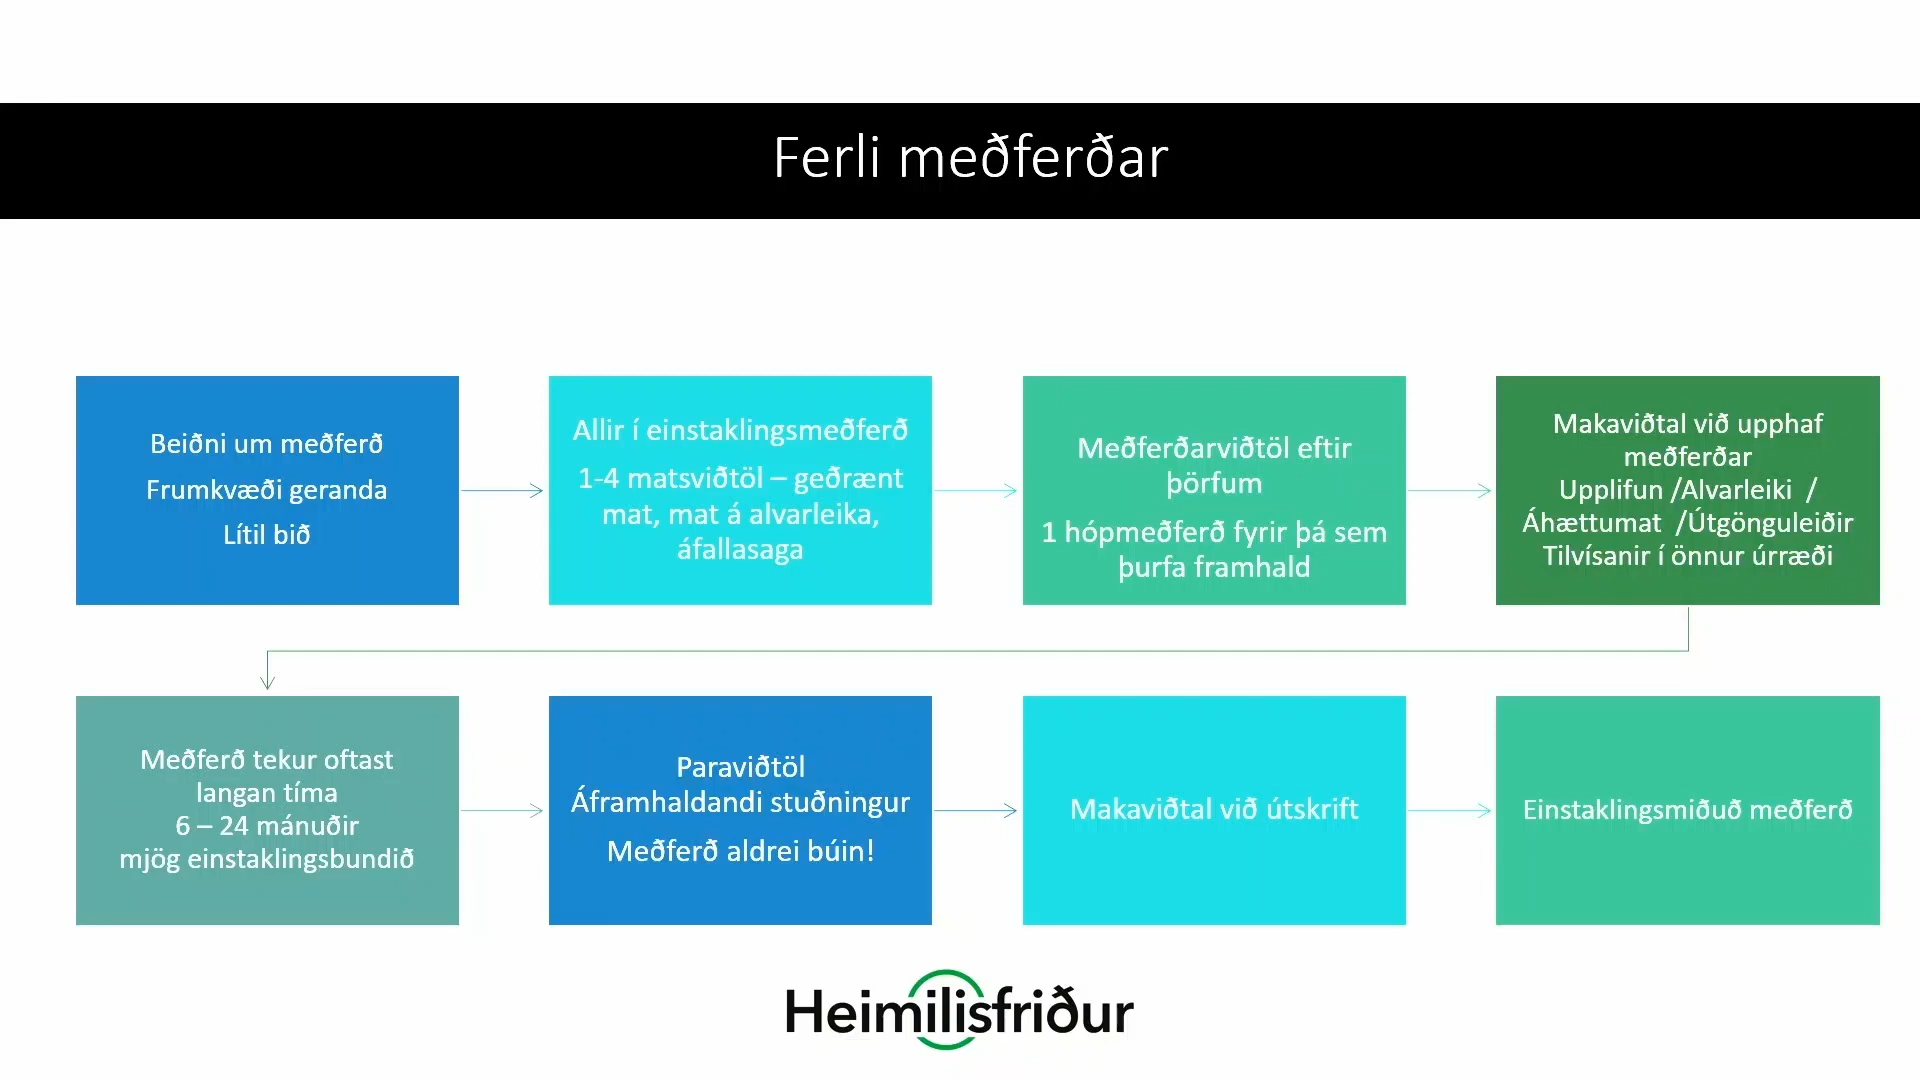 Ferli meðferðar
Beiðni um meðferð
Frumkvæði geranda
Lítil bið
Allir í einstaklingsmeðferð
1-4 matsviðtöl – geðrænt
mat, mat á alvarleika,
áfallasaga
Meðferðarviðtöl eftir
þörfum
1 hópmeðferð fyrir þá sem
þurfa framhald
Makaviðtal við upphaf
meðferðar
Upplifun /Alvarleiki /
Áhættumat /Útgönguleiðir
Tilvísanir í önnur úrræði
Meðferð tekur oftast
langan tíma
6 – 24 mánuðir
mjög einstaklingsbundið
Paraviðtöl
Áframhaldandi stuðningur
Meðferð aldrei búin!
Makaviðtal við útskrift
Einstaklingsmiðuð meðferð
Heimilisfriður